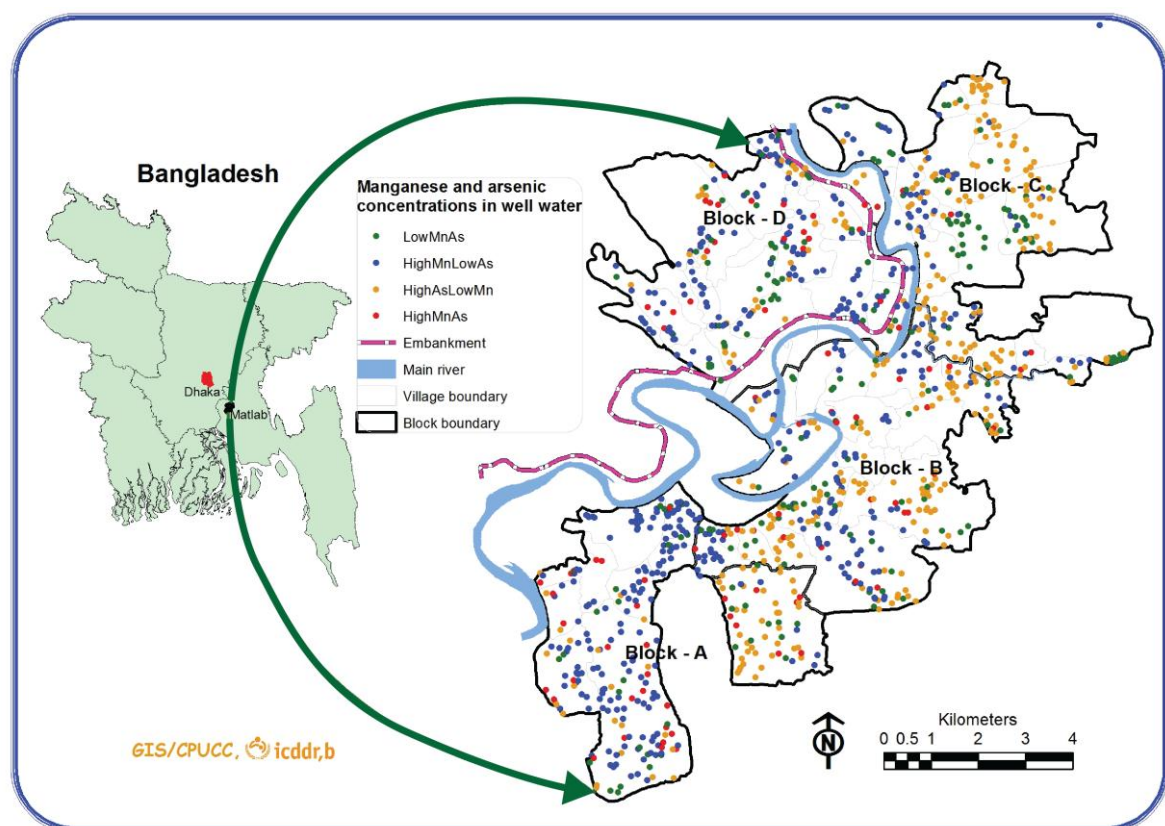 Bangladesh
Dhaka
Matlab
Manganese and arsenic
concentrations in well water
LowMnAs
HighMnLowAs
HighAsLowMn
HighMnAs
Embankment
Main river
Village boundary
Block boundary
Block - D
Block - C
Block - B
Block - A
GIS/CPUCC, icddr,b
N
Kilometers
0 0.5 1 2 3 4